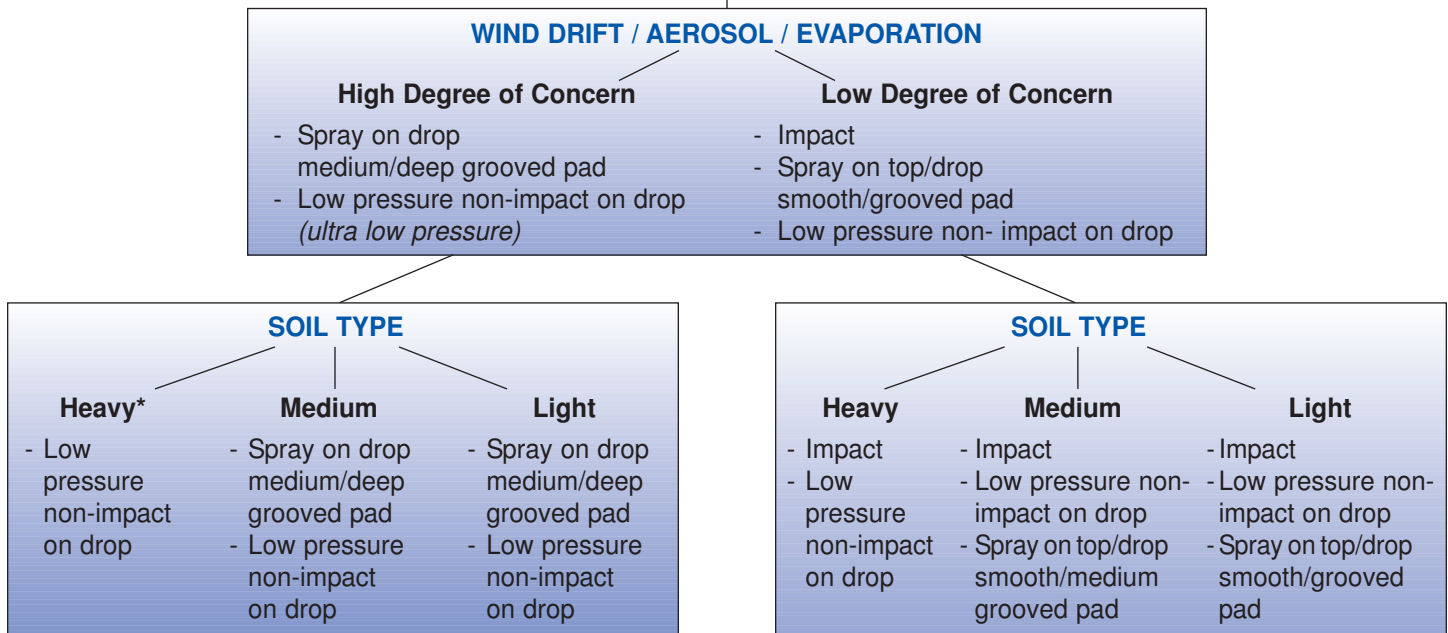 WIND DRIFT / AEROSOL / EVAPORATION
High Degree of Concern
- Spray on drop
medium/deep grooved pad
- Low pressure non-impact on drop
(ultra low pressure)
Low Degree of Concern
- Impact
- Spray on top/drop
smooth/grooved pad
- Low pressure non- impact on drop
SOIL TYPE
Heavy*
- Low
pressure
non-impact
on drop
Medium
- Spray on drop
medium/deep
grooved pad
- Low pressure
non-impact
on drop
Light
- Spray on drop
medium/deep
grooved pad
- Low pressure
non-impact
on drop
SOIL TYPE
Heavy
- Impact
- Low
pressure
non-impact
on drop
Medium
- Impact
- Low pressure non-
impact on drop
- Spray on top/drop
smooth/medium
grooved pad
Light
- Impact
- Low pressure non-
impact on drop
- Spray on top/drop
smooth/grooved
pad